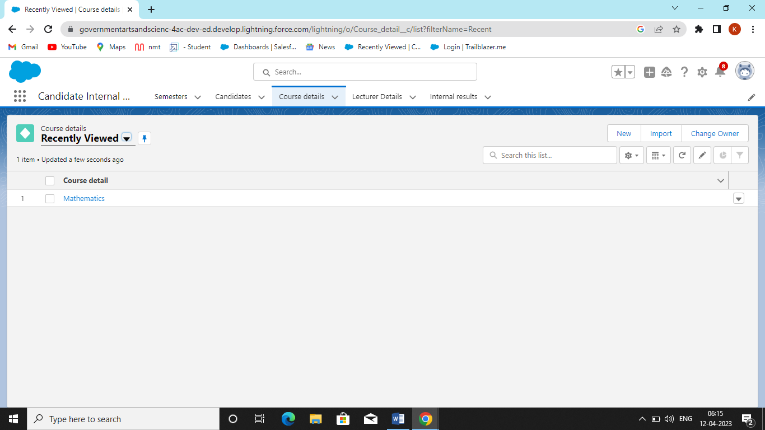 Recently Viewed | Course details
governmentartsandscienc-4ac-dev-ed.develop.lightning.force.com/lightning/o/Course_detail__c/list?filterName=Recent
G
K
Gmail YouTube Maps nmt - Student Dashboards | Salesf... News Recently Viewed | C... Login | Trailblazer.me
Search...
8
Candidate Internal ... Semesters Candidates Course details Lecturer Details Internal results
Course details
Recently Viewed
New Import Change Owner
1 item • Updated a few seconds ago
Search this list...
Course detail
1 Mathematics
Type here to search
ENG
06:15
12-04-2023
2